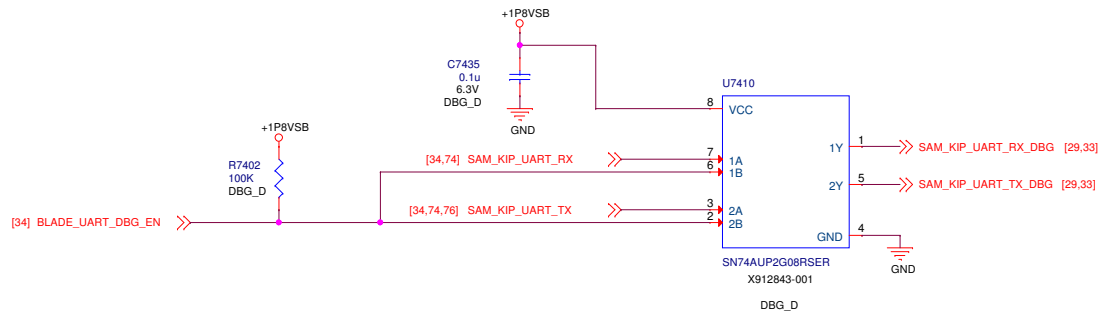 +1P8VSB
C7435
0.1u
6.3V
DBG_D
GND
U7410
8 VCC
+1P8VSB
R7402
100K
DBG_D
[34,74] SAM_KIP_UART_RX
7 1A
6 1B
1Y 1
SAM_KIP_UART_RX_DBG [29,33]
2Y 5
SAM_KIP_UART_TX_DBG [29,33]
[34,74,76] SAM_KIP_UART_TX
3 2A
2 2B
[34] BLADE_UART_DBG_EN
GND 4
GND
SN74AUP2G08RSER
X912843-001
DBG_D